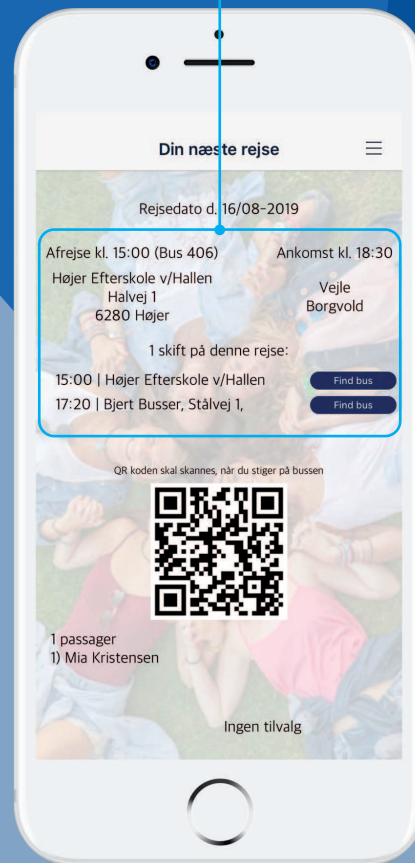 Din næste rejse
Rejsedato d. 16/08-2019
Afrejse kl. 15:00 (Bus 406) Ankomst kl. 18:30
Højer Efterskole v/Hallen
Halvej 1
6280 Højer
Vejle
Borgvold
1 skift på denne rejse:
15:00 | Højer Efterskole v/Hallen Find bus
17:20 | Bjert Busser, Stålvej 1, Find bus
QR koden skal skannes, når du stiger på bussen
1 passager
1) Mia Kristensen
Ingen tilvalg